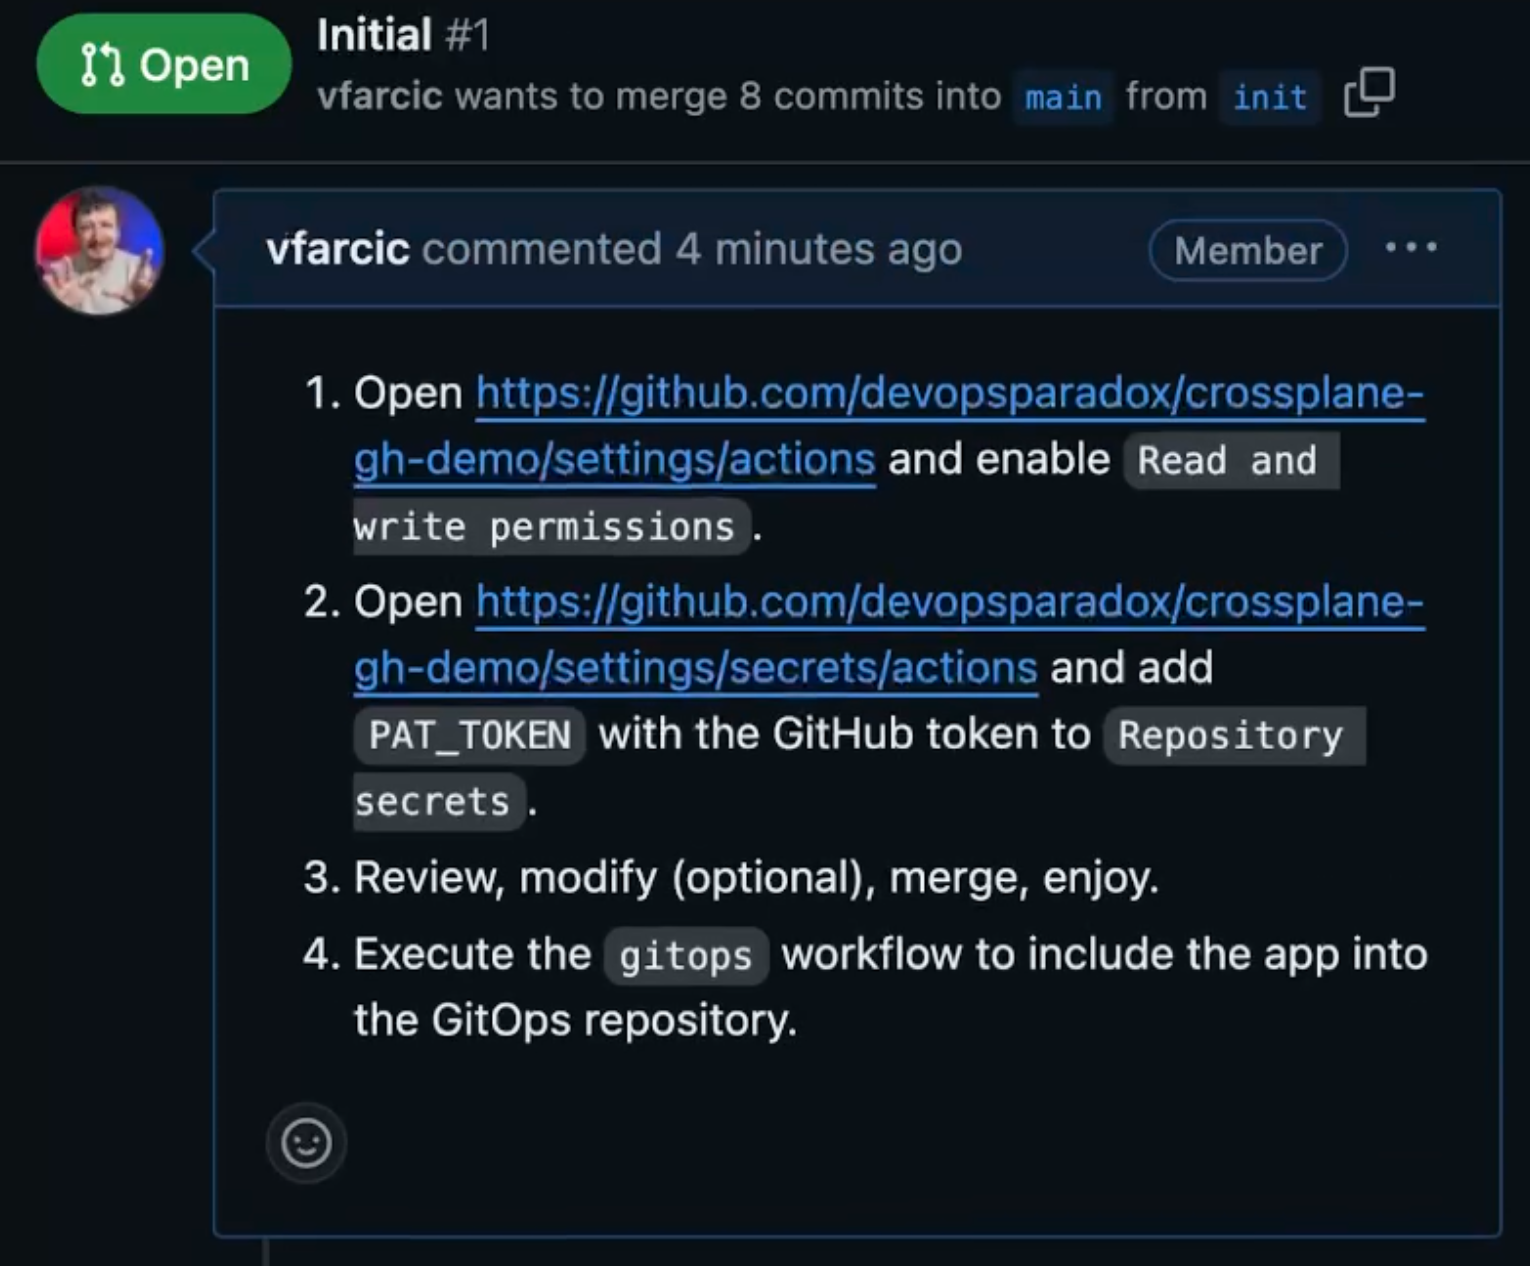 Open
Initial #1
vfarcic wants to merge 8 commits into main from init
vfarcic commented 4 minutes ago Member
1. Open https://github.com/devopsparadox/crossplane-
gh-demo/settings/actions and enable Read and
write permissions.
2. Open https://github.com/devopsparadox/crossplane-
gh-demo/settings/secrets/actions and add
PAT_TOKEN with the GitHub token to Repository
secrets.
3. Review, modify (optional), merge, enjoy.
4. Execute the gitops workflow to include the app into
the GitOps repository.